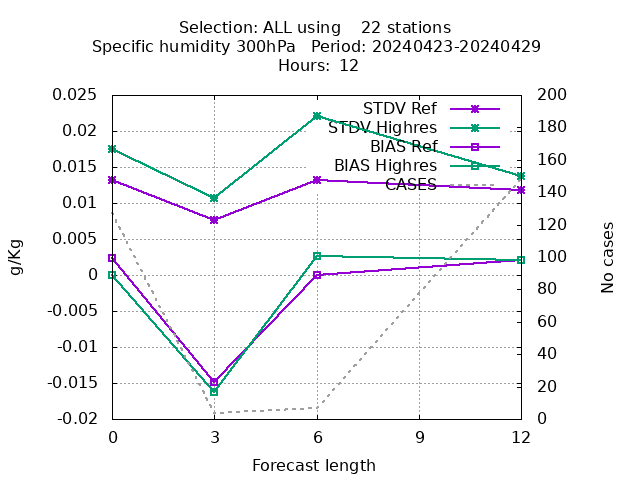 Selection: ALL using    22 stations
Specific humidity 300hPa   Period: 20240423-20240429
Hours:  12
STDV Ref
STDV Highres
BIAS Ref
BIAS Highres
CASES
0.025
0.02
0.015
0.01
0.005
0
-0.005
-0.01
-0.015
-0.02
g/Kg
200
180
160
140
120
100
80
60
40
20
0
No cases
0 3 6 9 12
Forecast length